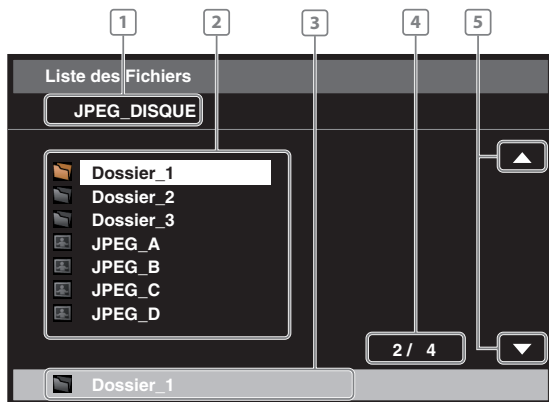 1 2 3 4 5
Liste des Fichiers
JPEG_DISQUE
Dossier_1
Dossier_2
Dossier_3
JPEG_A
JPEG_B
JPEG_C
JPEG_D
2/ 4
Dossier_1